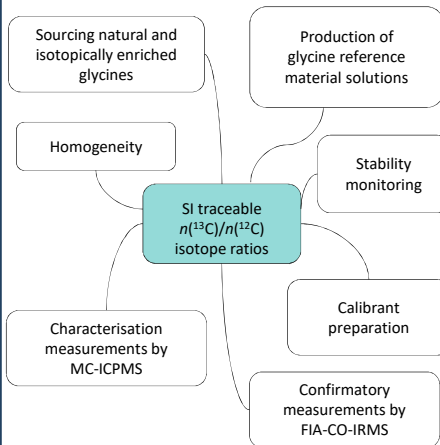 Sourcing natural and
isotopically enriched
glycines
Production of
glycine reference
material solutions
Homogeneity
Stability
monitoring
SI traceable
n(¹³C)/n(¹²C)
isotope ratios
Calibrant
preparation
Characterisation
measurements by
MC-ICPMS
Confirmatory
measurements by
FIA-CO-IRMS